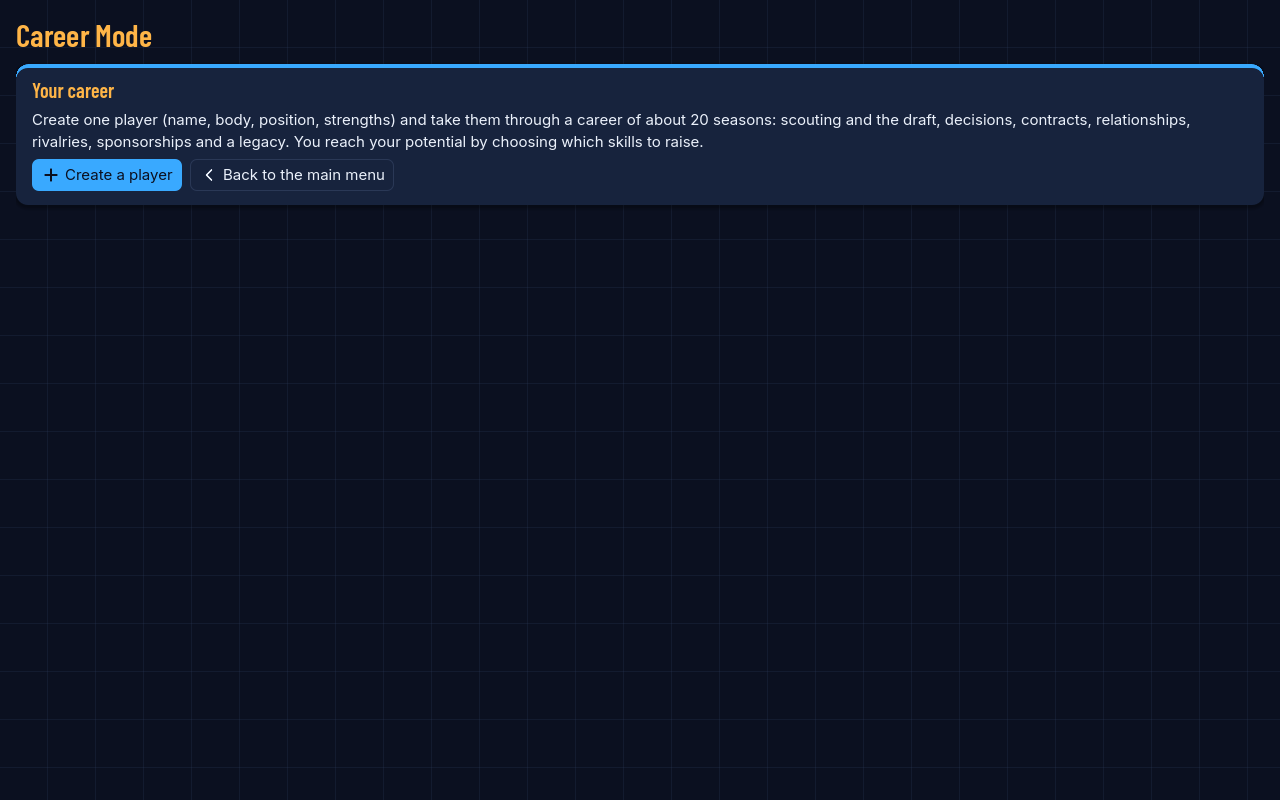 Career Mode
Your career
Create one player (name, body, position, strengths) and take them through a career of about 20 seasons: scouting and the draft, decisions, contracts, relationships,
rivalries, sponsorships and a legacy. You reach your potential by choosing which skills to raise.
Create a player
Back to the main menu